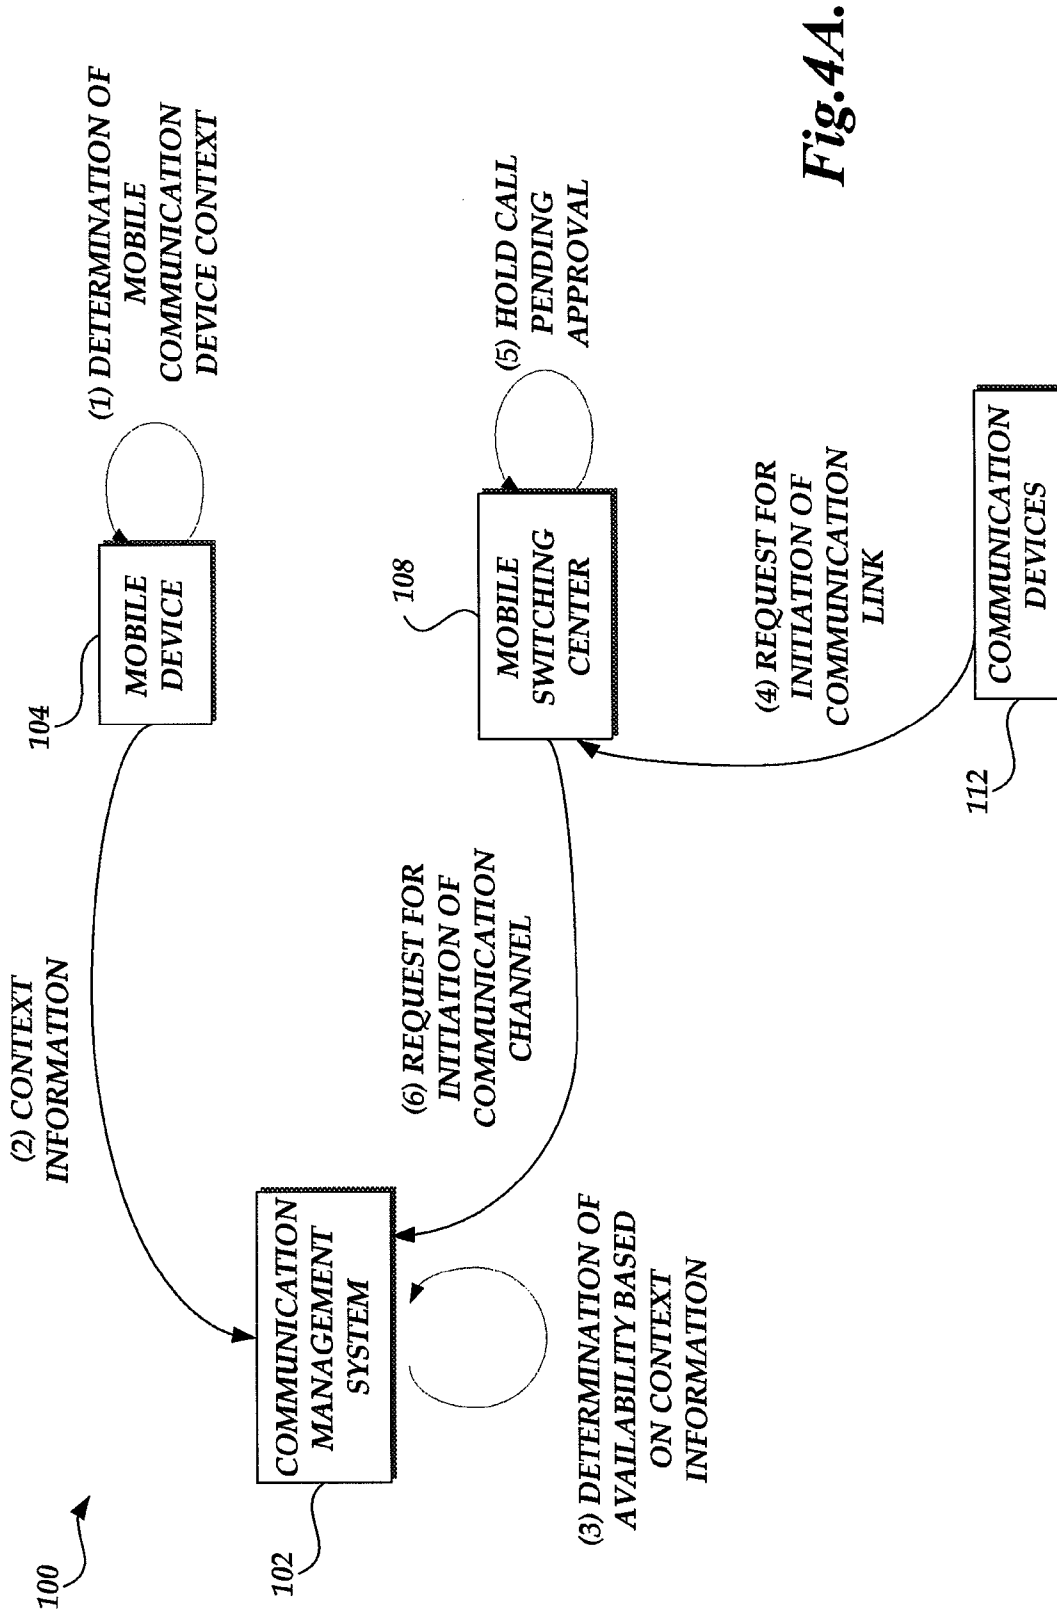 100
102
COMMUNICATION
MANAGEMENT
SYSTEM
(2) CONTEXT
INFORMATION
104
MOBILE
DEVICE
(1) DETERMINATION OF
MOBILE
COMMUNICATION
DEVICE CONTEXT
(3) DETERMINATION OF
AVAILABILITY BASED
ON CONTEXT
INFORMATION
(6) REQUEST FOR
INITIATION OF
COMMUNICATION
CHANNEL
108
MOBILE
SWITCHING
CENTER
(5) HOLD CALL
PENDING
APPROVAL
(4) REQUEST FOR
INITIATION OF
COMMUNICATION
LINK
112
COMMUNICATION
DEVICES
Fig.4A.